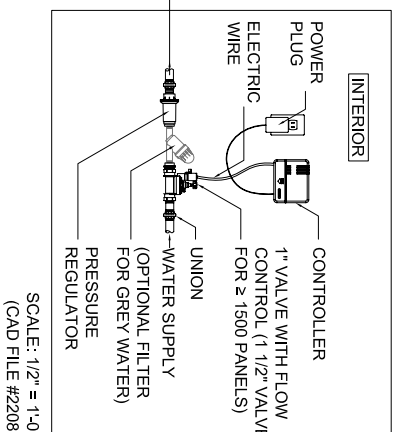 INTERIOR
POWER
PLUG
ELECTRIC
WIRE
CONTROLLER
1" VALVE WITH FLOW
CONTROL (1 1/2" VALVE
FOR ≥ 1500 PANELS)
UNION
WATER SUPPLY
(OPTIONAL FILTER
FOR GREY WATER)
PRESSURE
REGULATOR
SCALE: 1/2" = 1'-0
(CAD FILE #2208